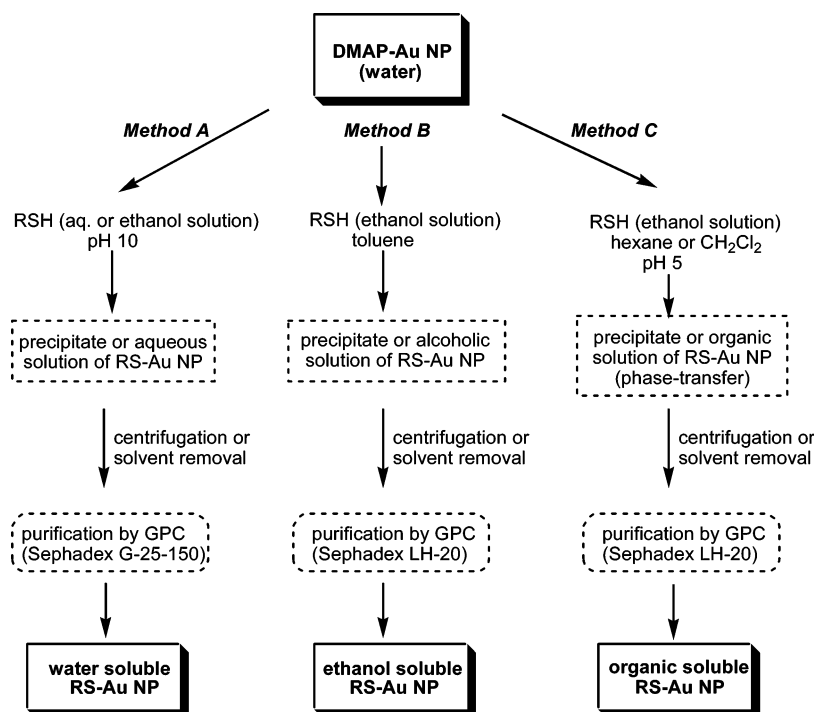 DMAP-Au NP
(water)
Method A
Method B
Method C
RSH (aq. or ethanol solution)
pH 10
RSH (ethanol solution)
toluene
RSH (ethanol solution)
hexane or CH₂Cl₂
pH 5
precipitate or aqueous
solution of RS-Au NP
precipitate or alcoholic
solution of RS-Au NP
precipitate or organic
solution of RS-Au NP
(phase-transfer)
centrifugation or
solvent removal
centrifugation or
solvent removal
centrifugation or
solvent removal
purification by GPC
(Sephadex G-25-150)
purification by GPC
(Sephadex LH-20)
purification by GPC
(Sephadex LH-20)
water soluble
RS-Au NP
ethanol soluble
RS-Au NP
organic soluble
RS-Au NP